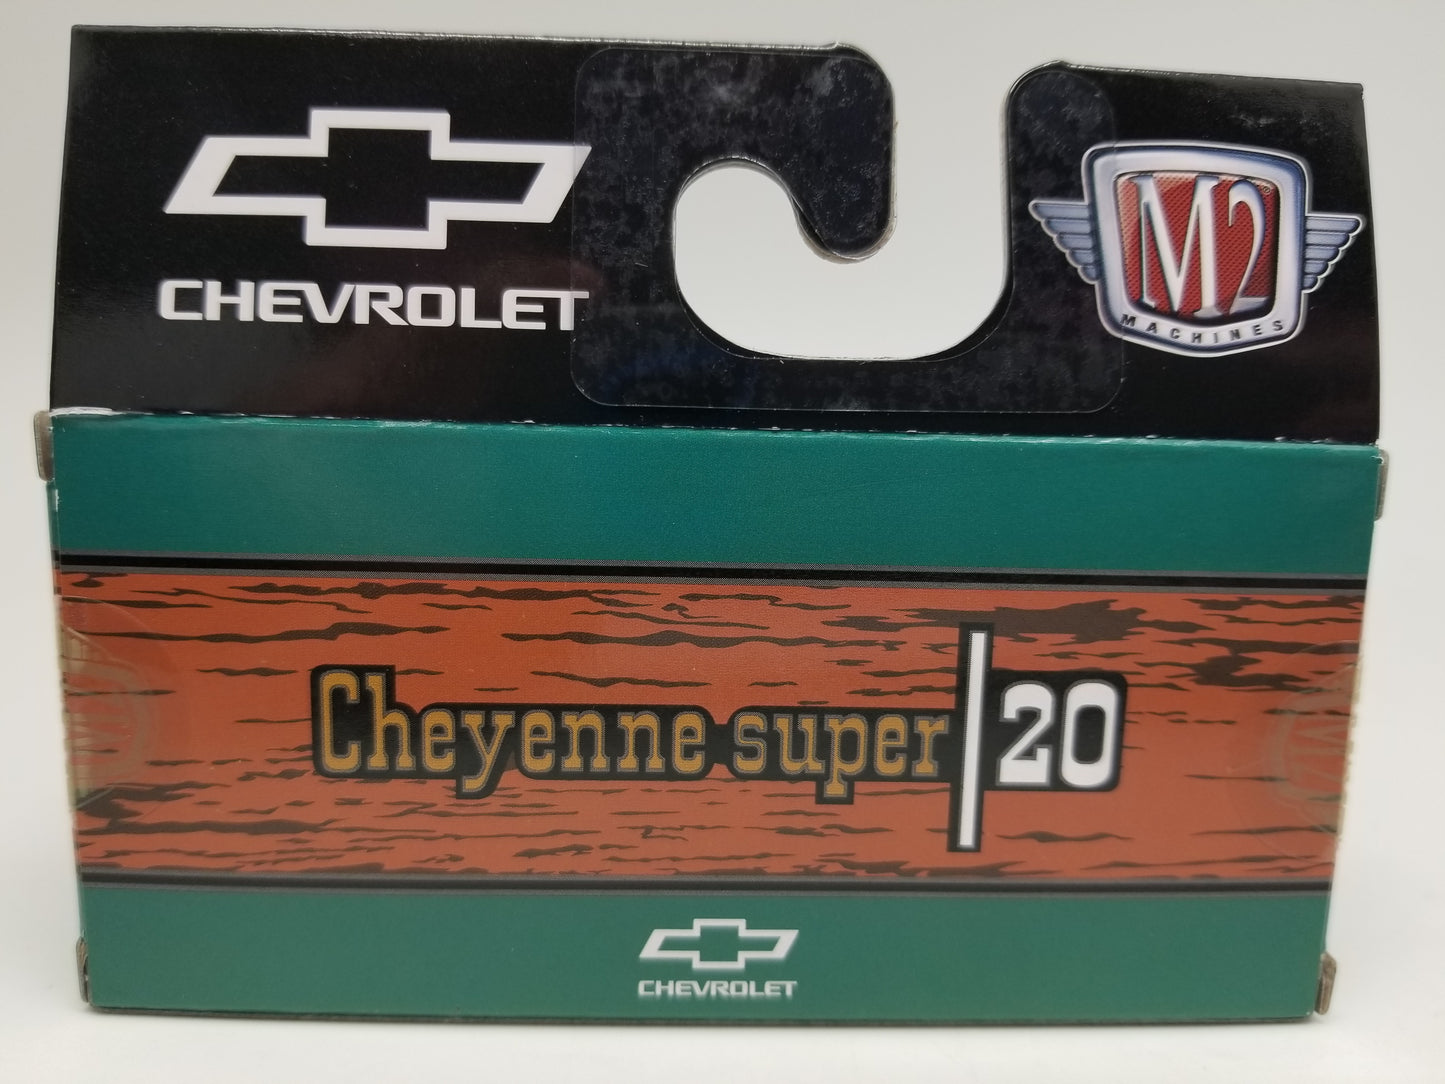 CHEVROLET
M2
MACHINES
Cheyenne super 20
CHEVROLET